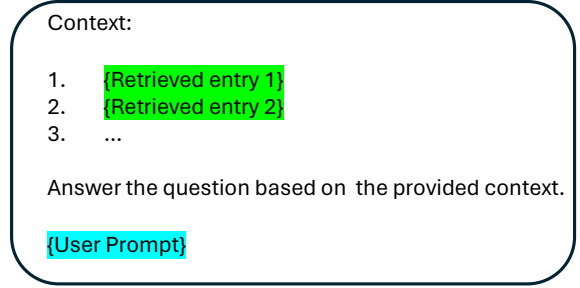 Context:
1. {Retrieved entry 1}
2. {Retrieved entry 2}
3. ...
Answer the question based on  the provided context.
{User Prompt}